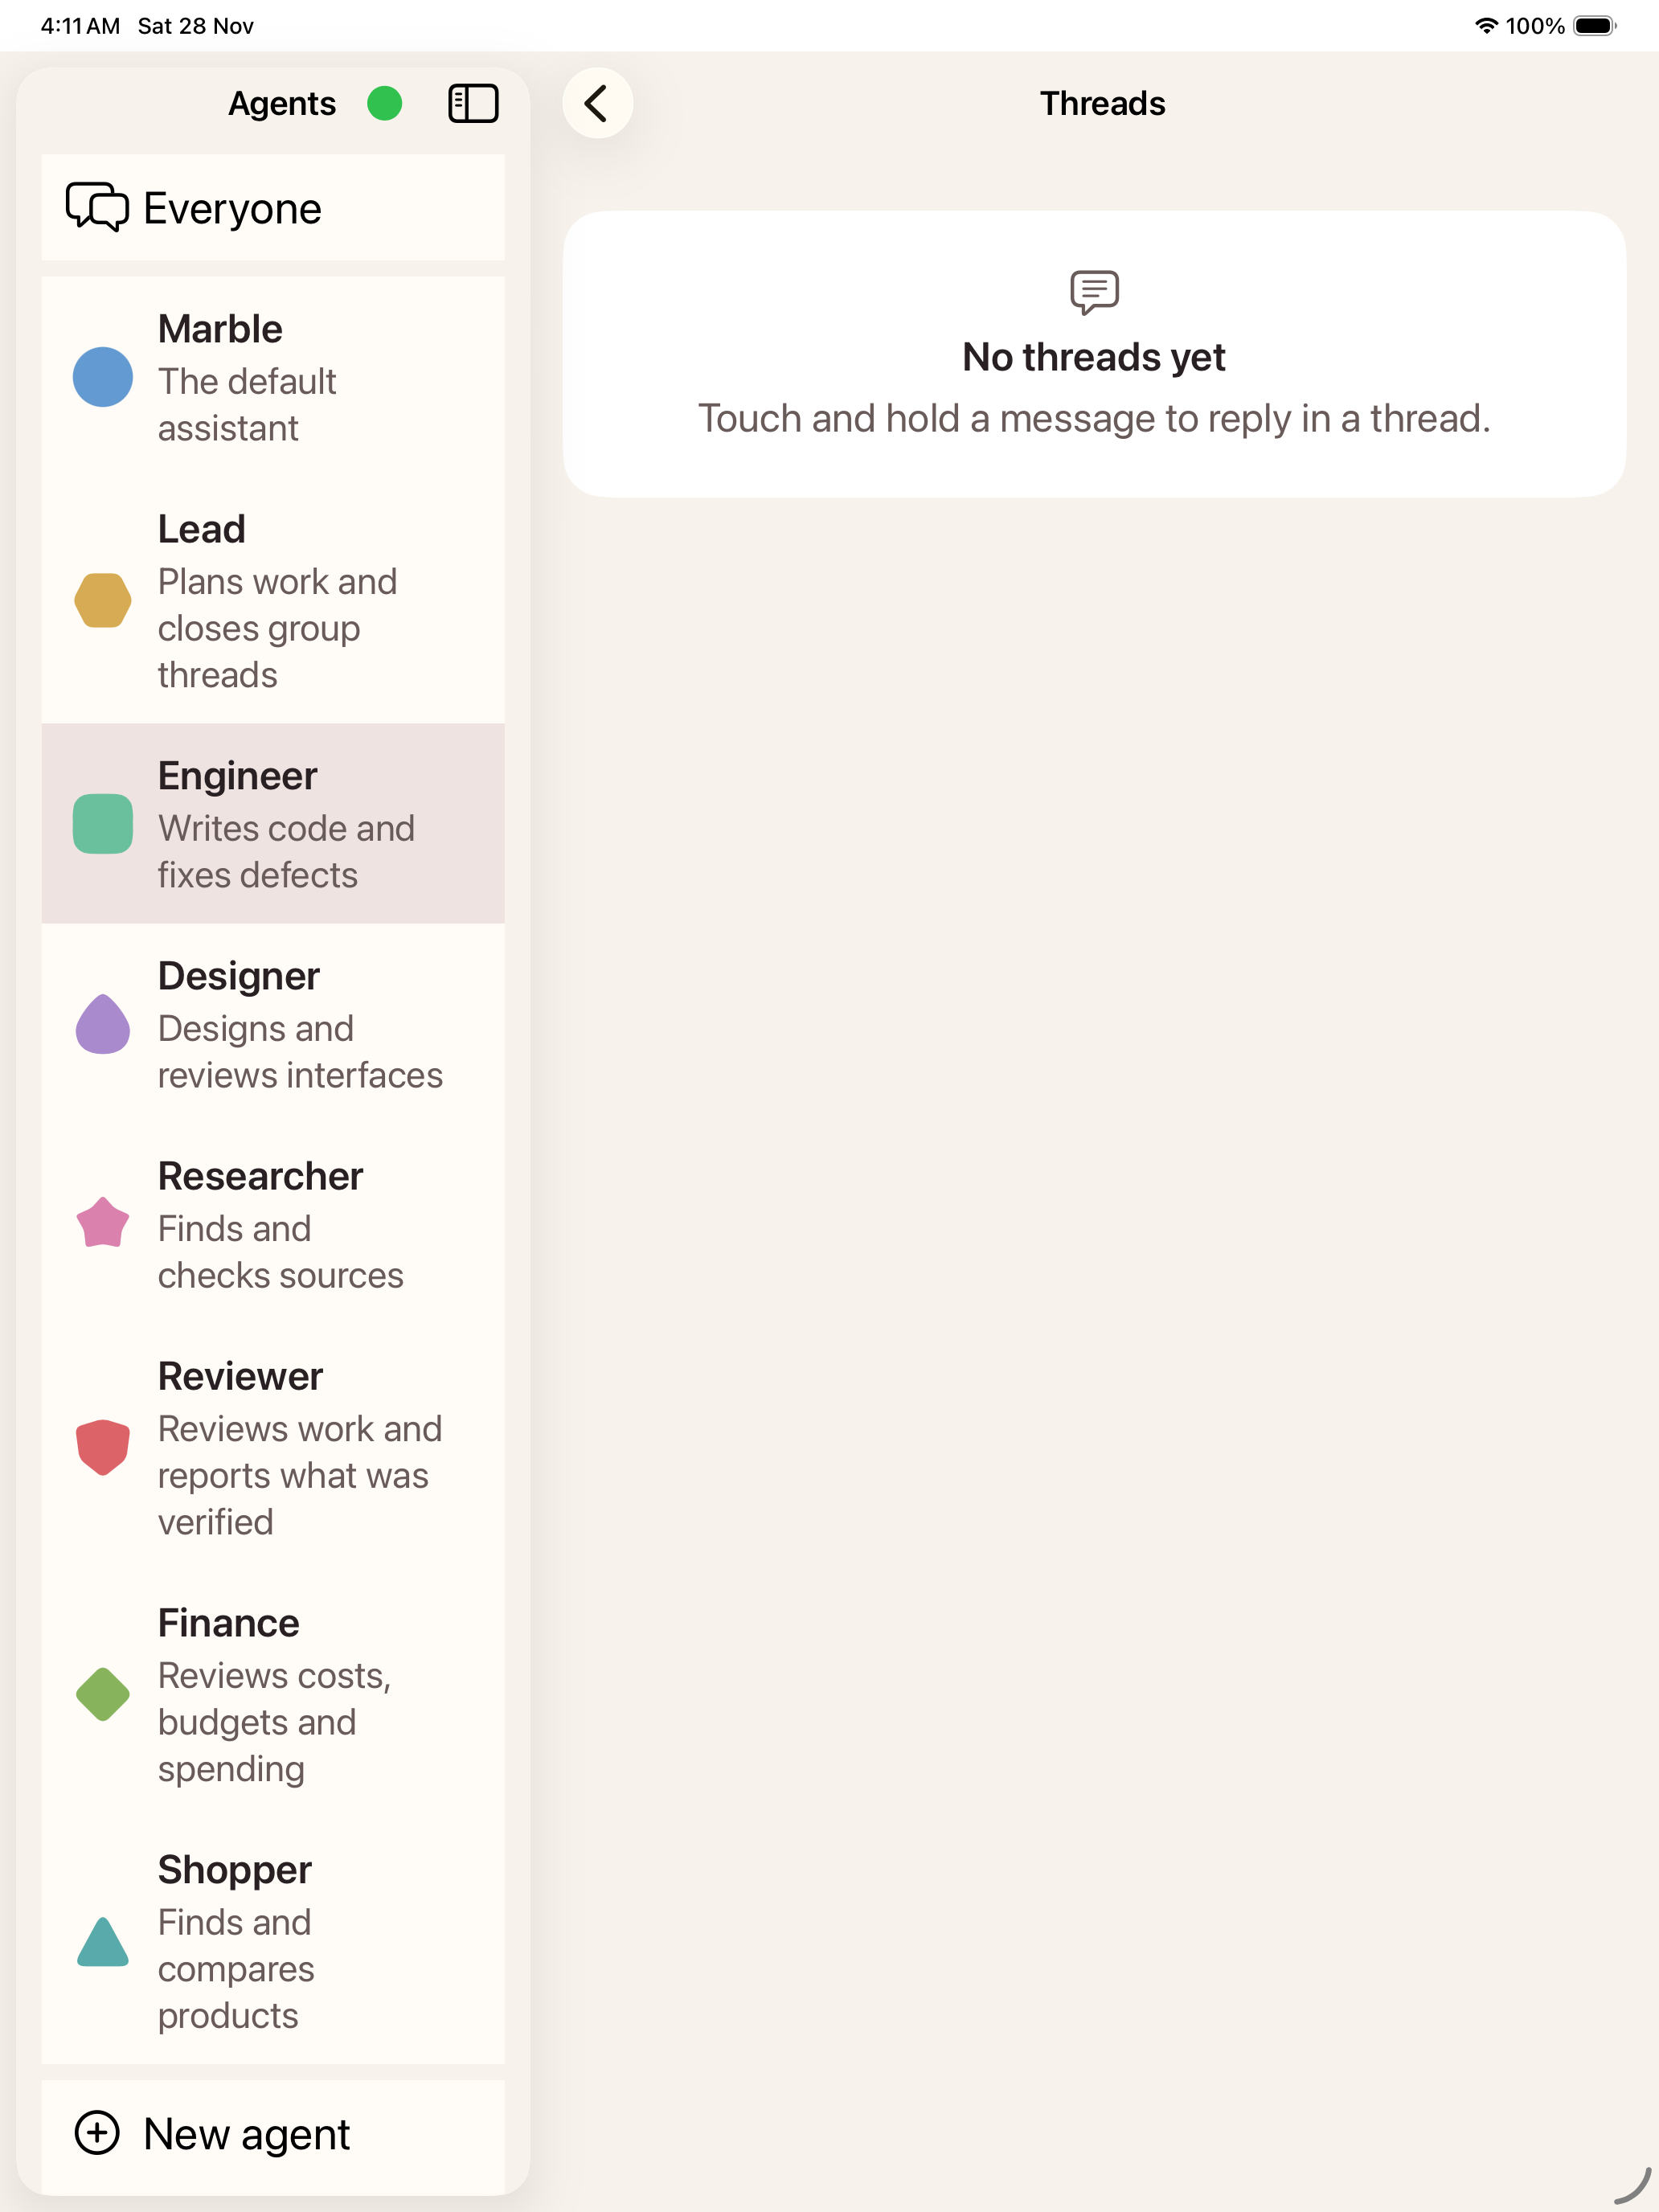 4:11 AM Sat 28 Nov
100%
Agents
Threads
Everyone
Marble
The default
assistant
Lead
Plans work and
closes group
threads
Engineer
Writes code and
fixes defects
Designer
Designs and
reviews interfaces
Researcher
Finds and
checks sources
Reviewer
Reviews work and
reports what was
verified
Finance
Reviews costs,
budgets and
spending
Shopper
Finds and
compares
products
New agent
No threads yet
Touch and hold a message to reply in a thread.